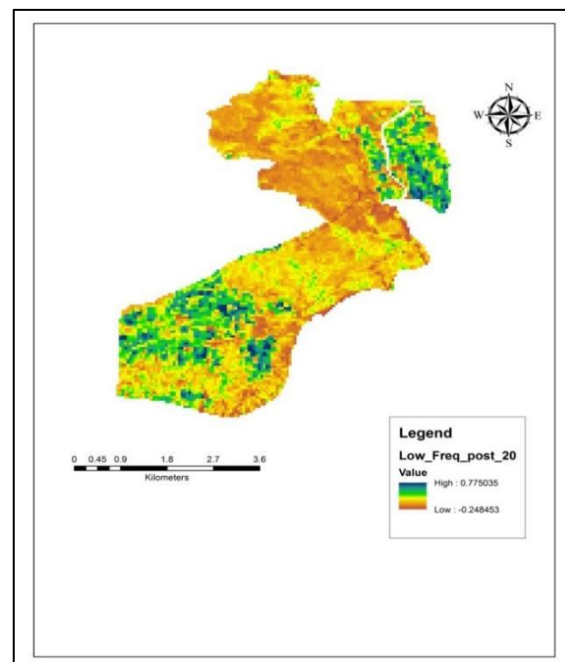 N
W E
S
Legend
Low_Freq_post_20
Value
High : 0.775035
Low : -0.248453
0 0.45 0.9 1.8 2.7 3.6
Kilometers